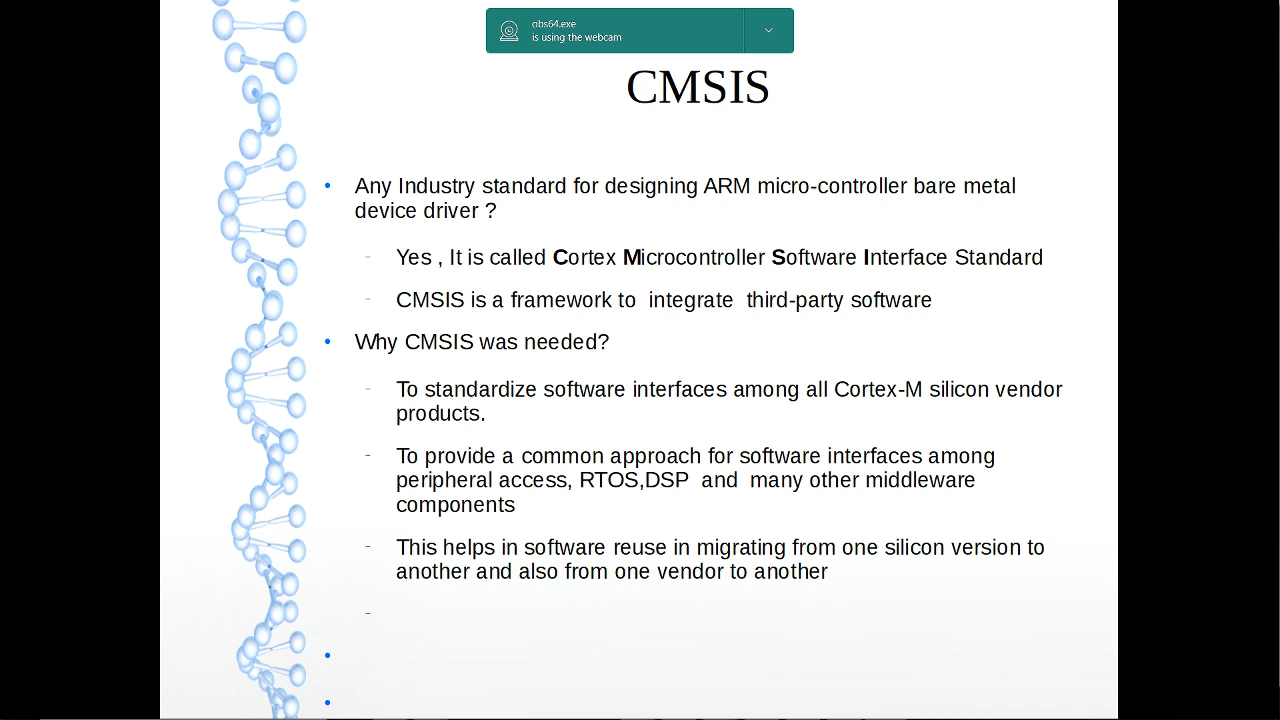 obs64.exe
is using the webcam
CMSIS
• Any Industry standard for designing ARM micro-controller bare metal
device driver ?
- Yes , It is called Cortex Microcontroller Software Interface Standard
- CMSIS is a framework to  integrate  third-party software
• Why CMSIS was needed?
- To standardize software interfaces among all Cortex-M silicon vendor
products.
- To provide a common approach for software interfaces among
peripheral access, RTOS,DSP  and  many other middleware
components
- This helps in software reuse in migrating from one silicon version to
another and also from one vendor to another
-
•
•